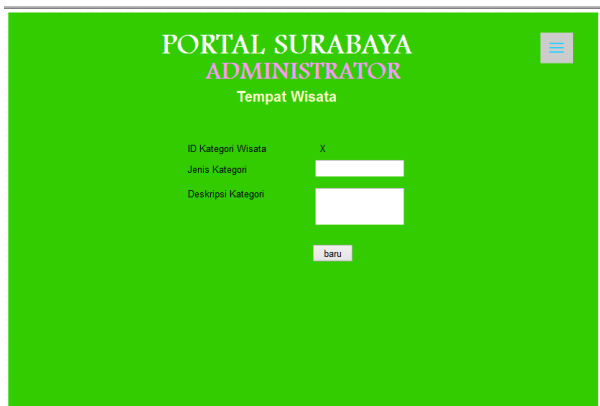 PORTAL SURABAYA
ADMINISTRATOR
Tempat Wisata
ID Kategori Wisata X
Jenis Kategori
Deskripsi Kategori
baru